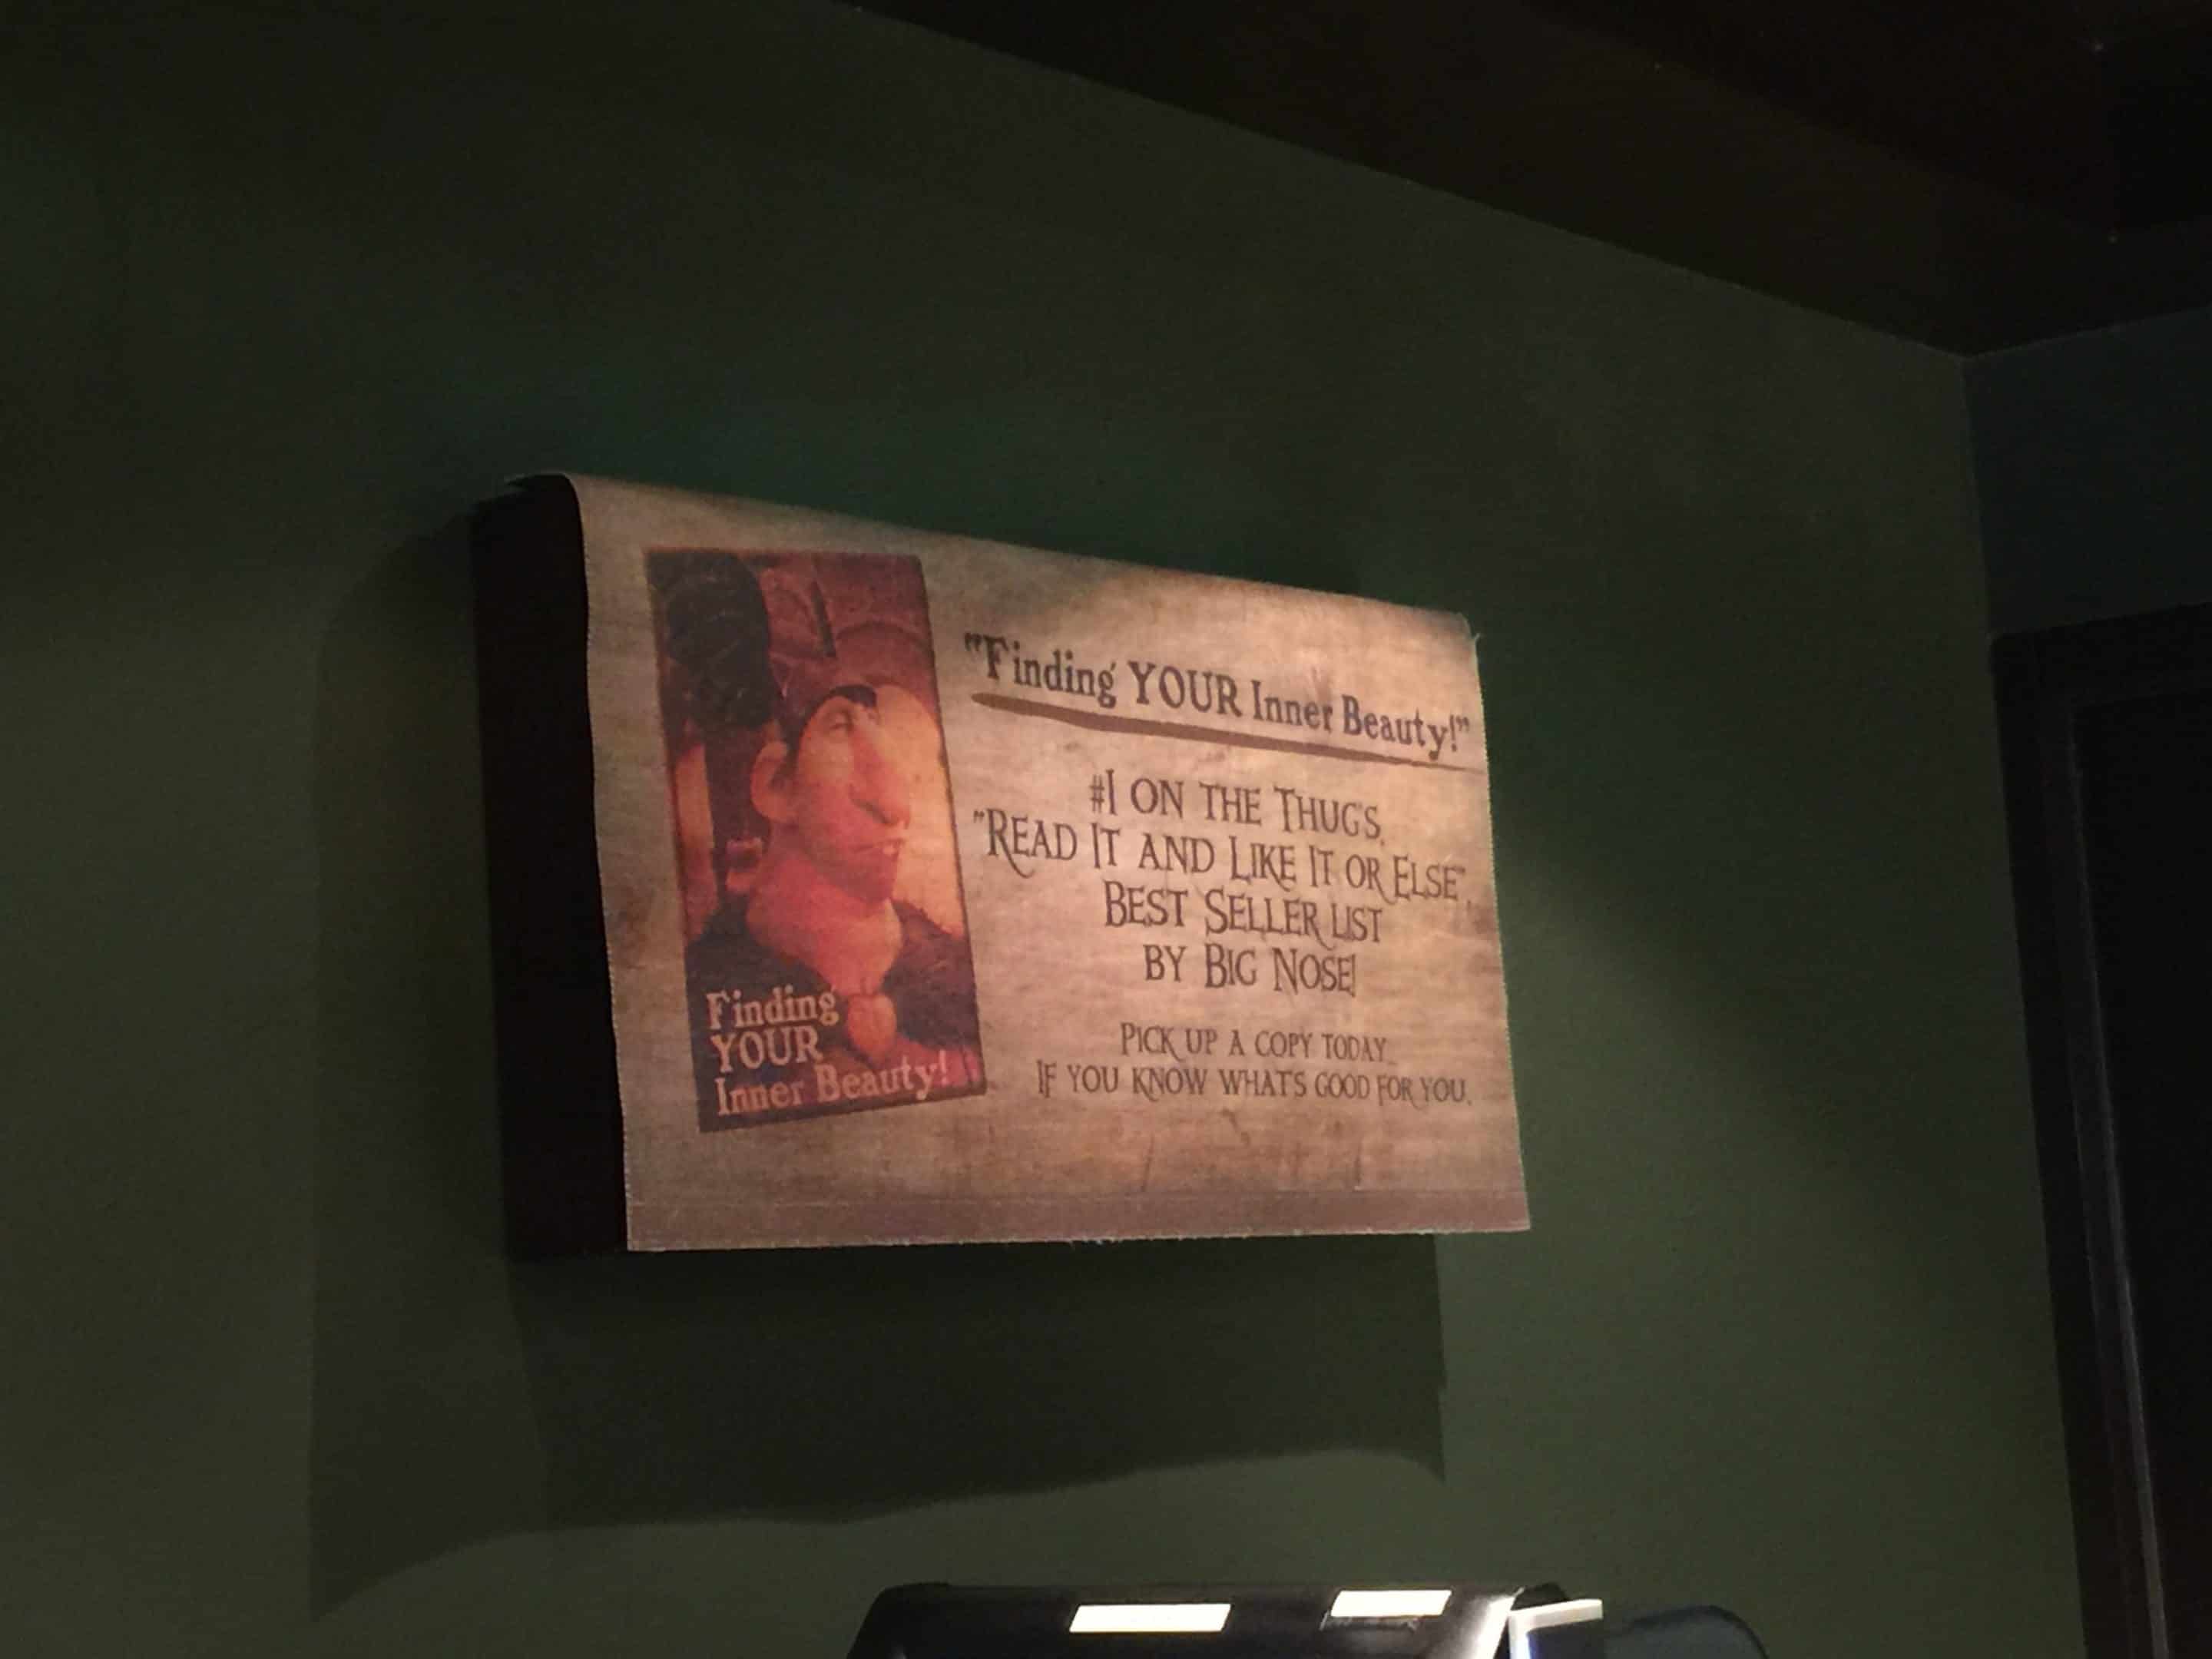 "Finding YOUR Inner Beauty!"
#1 ON THE THUG'S
"READ IT AND LIKE IT OR ELSE"
BEST SELLER LIST
BY BIG NOSE!
PICK UP A COPY TODAY
IF YOU KNOW WHAT'S GOOD FOR YOU.
Finding
YOUR
Inner Beauty!